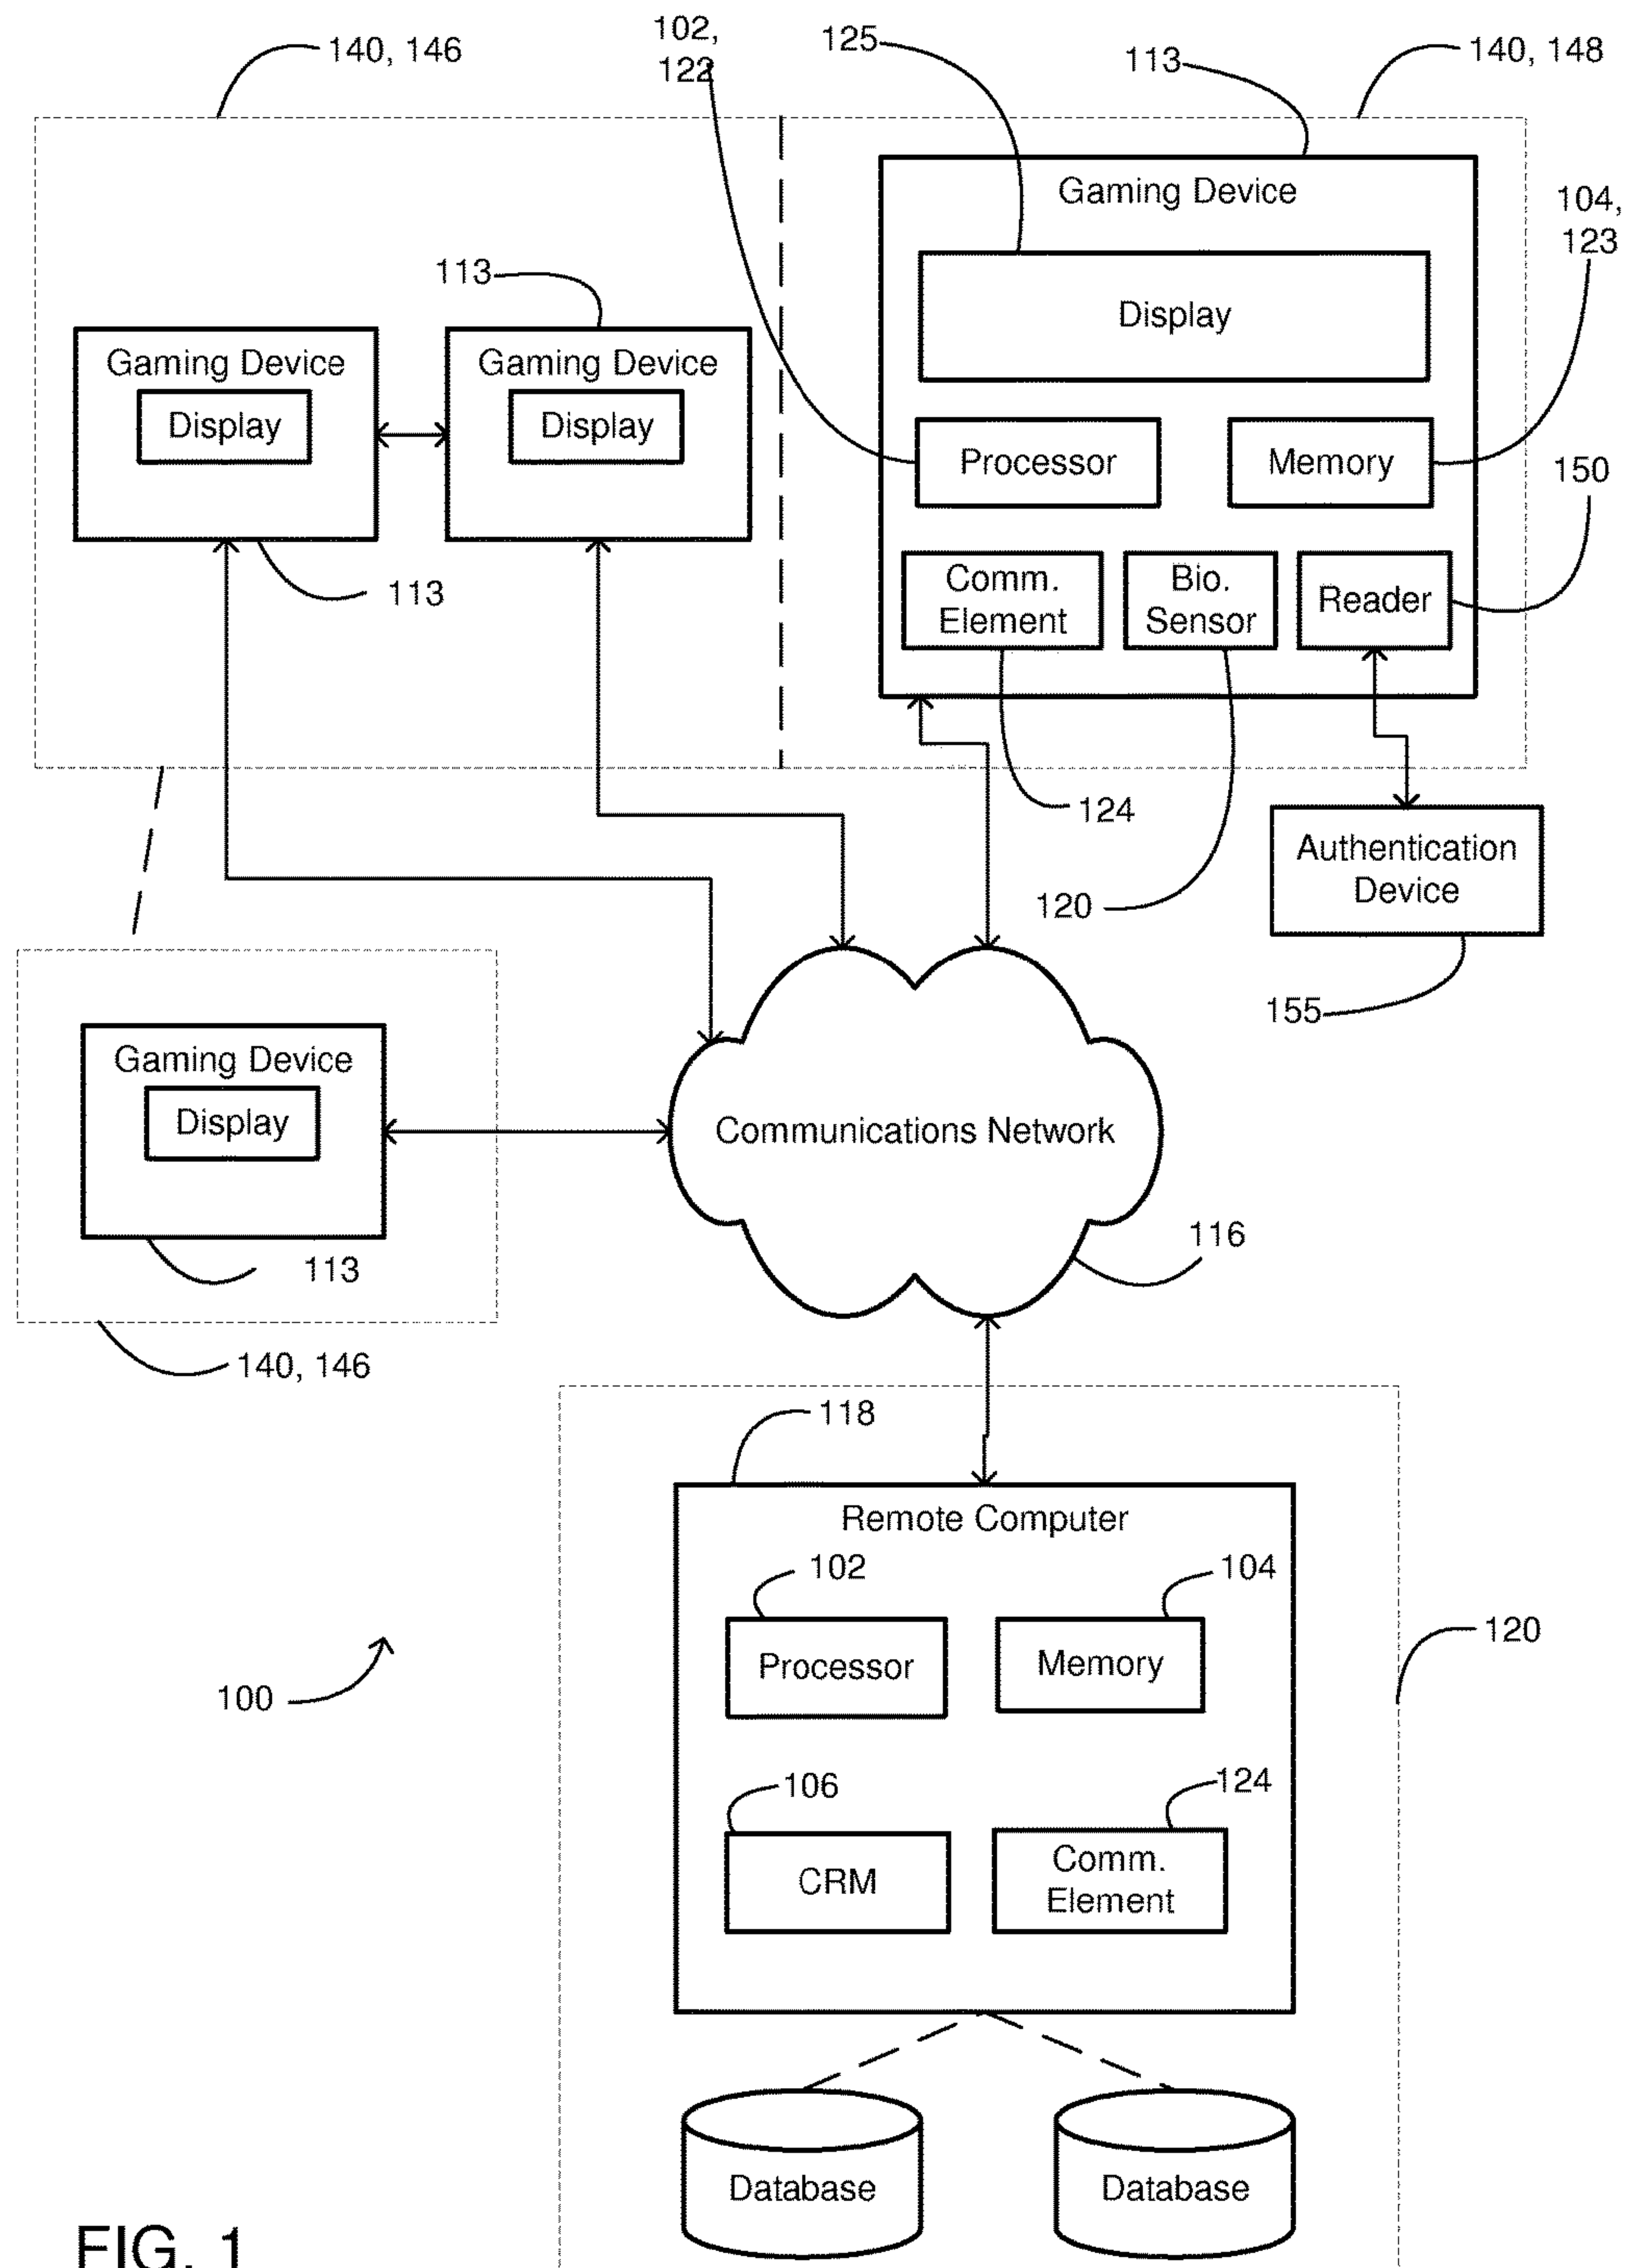 140, 146
102,
122
125
113
140, 148
Gaming Device
104,
123
Display
113
Gaming Device
Display
Gaming Device
Display
Processor
Memory
150
Comm.
Element
Bio.
Sensor
Reader
113
124
120
Authentication
Device
155
Gaming Device
Display
Communications Network
113
116
140, 146
118
Remote Computer
102
104
Processor
Memory
120
100
106
124
CRM
Comm.
Element
Database
Database
FIG. 1